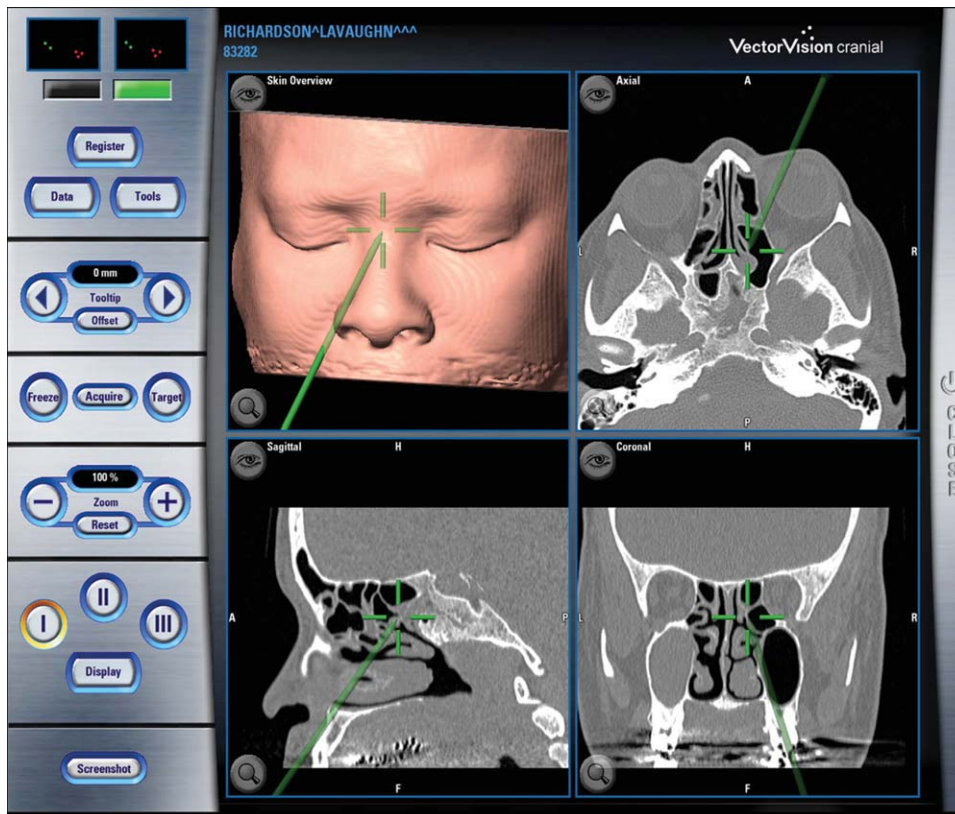 RICHARDSON^LAVAUGHN^^^
83282
VectorVision cranial
Register
Data
Tools
0 mm
Tooltip
Offset
Freeze
Acquire
Target
100 %
Zoom
Reset
I
II
III
Display
Screenshot
Skin Overview
Axial
A
L
R
P
Sagittal
H
A
P
F
Coronal
H
L
R
F
CLOSE